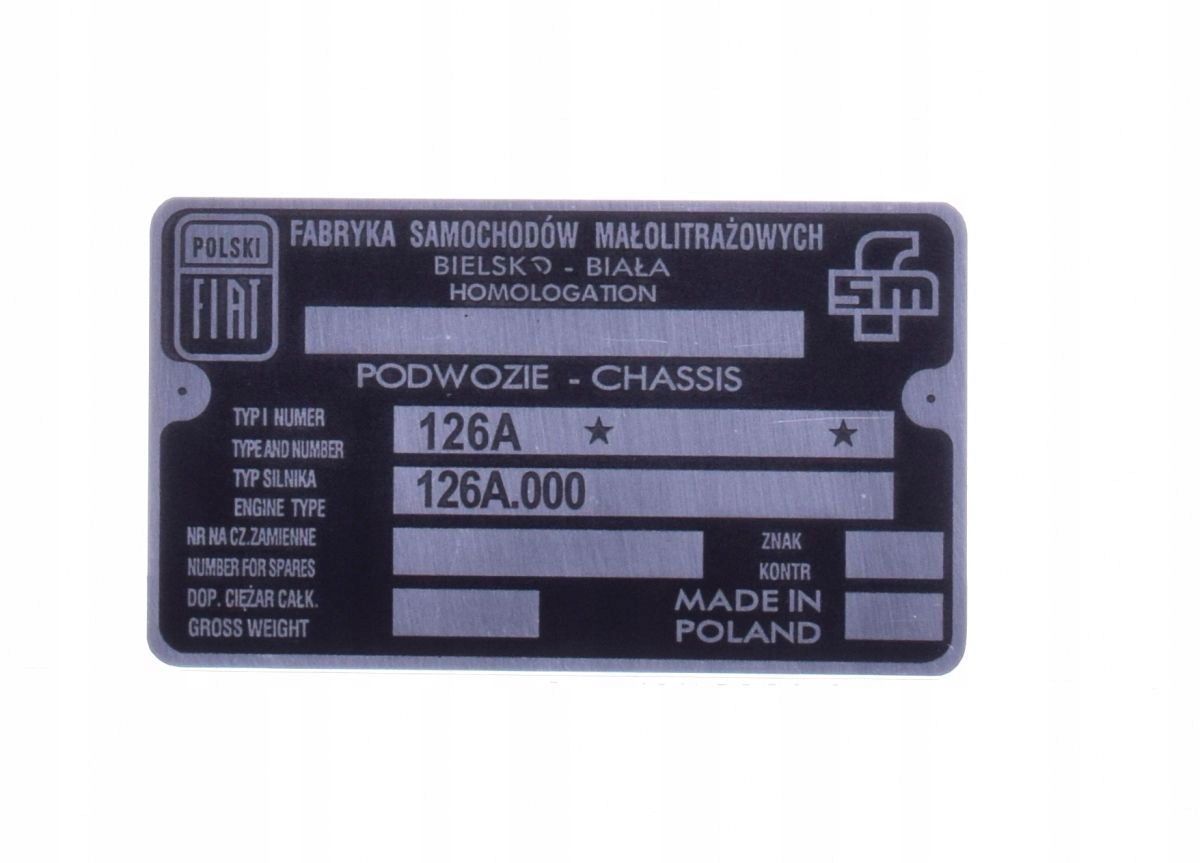 POLSKI
FIAT
FABRYKA SAMOCHODÓW MAŁOLITRAŻOWYCH
BIELSKO - BIAŁA
HOMOLOGATION
fsm
PODWOZIE - CHASSIS
TYP I NUMER
TYPE AND NUMBER
126A ★ ★
TYP SILNIKA
ENGINE TYPE
126A.000
NR NA CZ.ZAMIENNE
NUMBER FOR SPARES
ZNAK
KONTR
DOP. CIĘŻAR CAŁK.
GROSS WEIGHT
MADE IN
POLAND